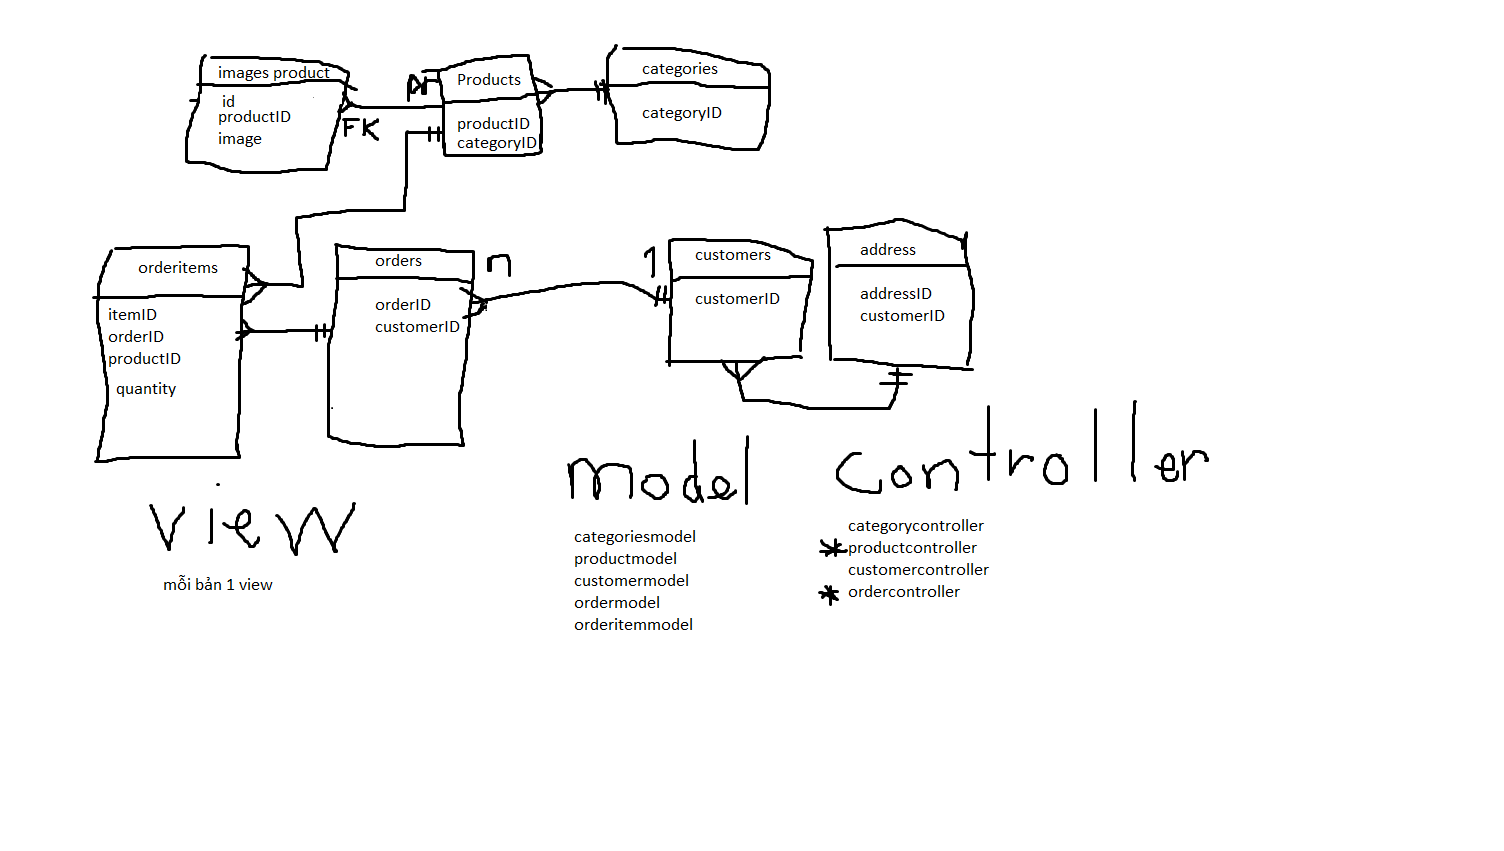 images product
id
productID
image
FK
Products
productID
categoryID
categories
categoryID
orderitems
itemID
orderID
productID
quantity
orders
orderID
customerID
n
1
customers
customerID
address
addressID
customerID
view
mỗi bản 1 view
model
categoriesmodel
productmodel
customermodel
ordermodel
orderitemmodel
controller
categorycontroller
*productcontroller
customercontroller
*ordercontroller